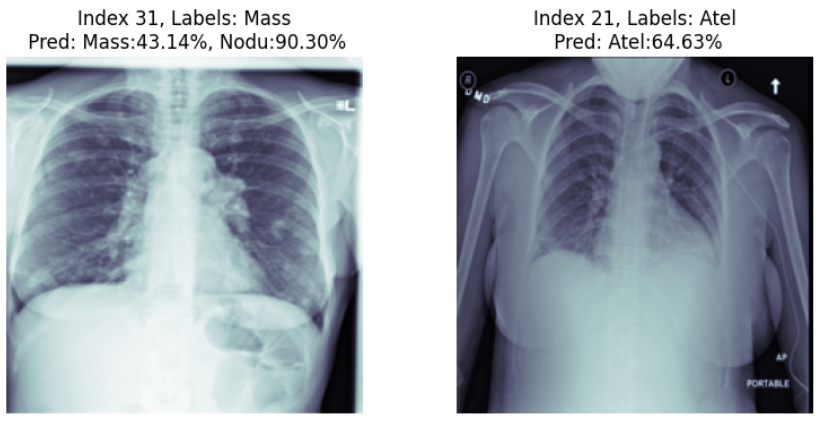 Index 31, Labels: Mass
Pred: Mass:43.14%, Nodu:90.30%
L
Index 21, Labels: Atel
Pred: Atel:64.63%
R
DMD
L
AP
PORTABLE